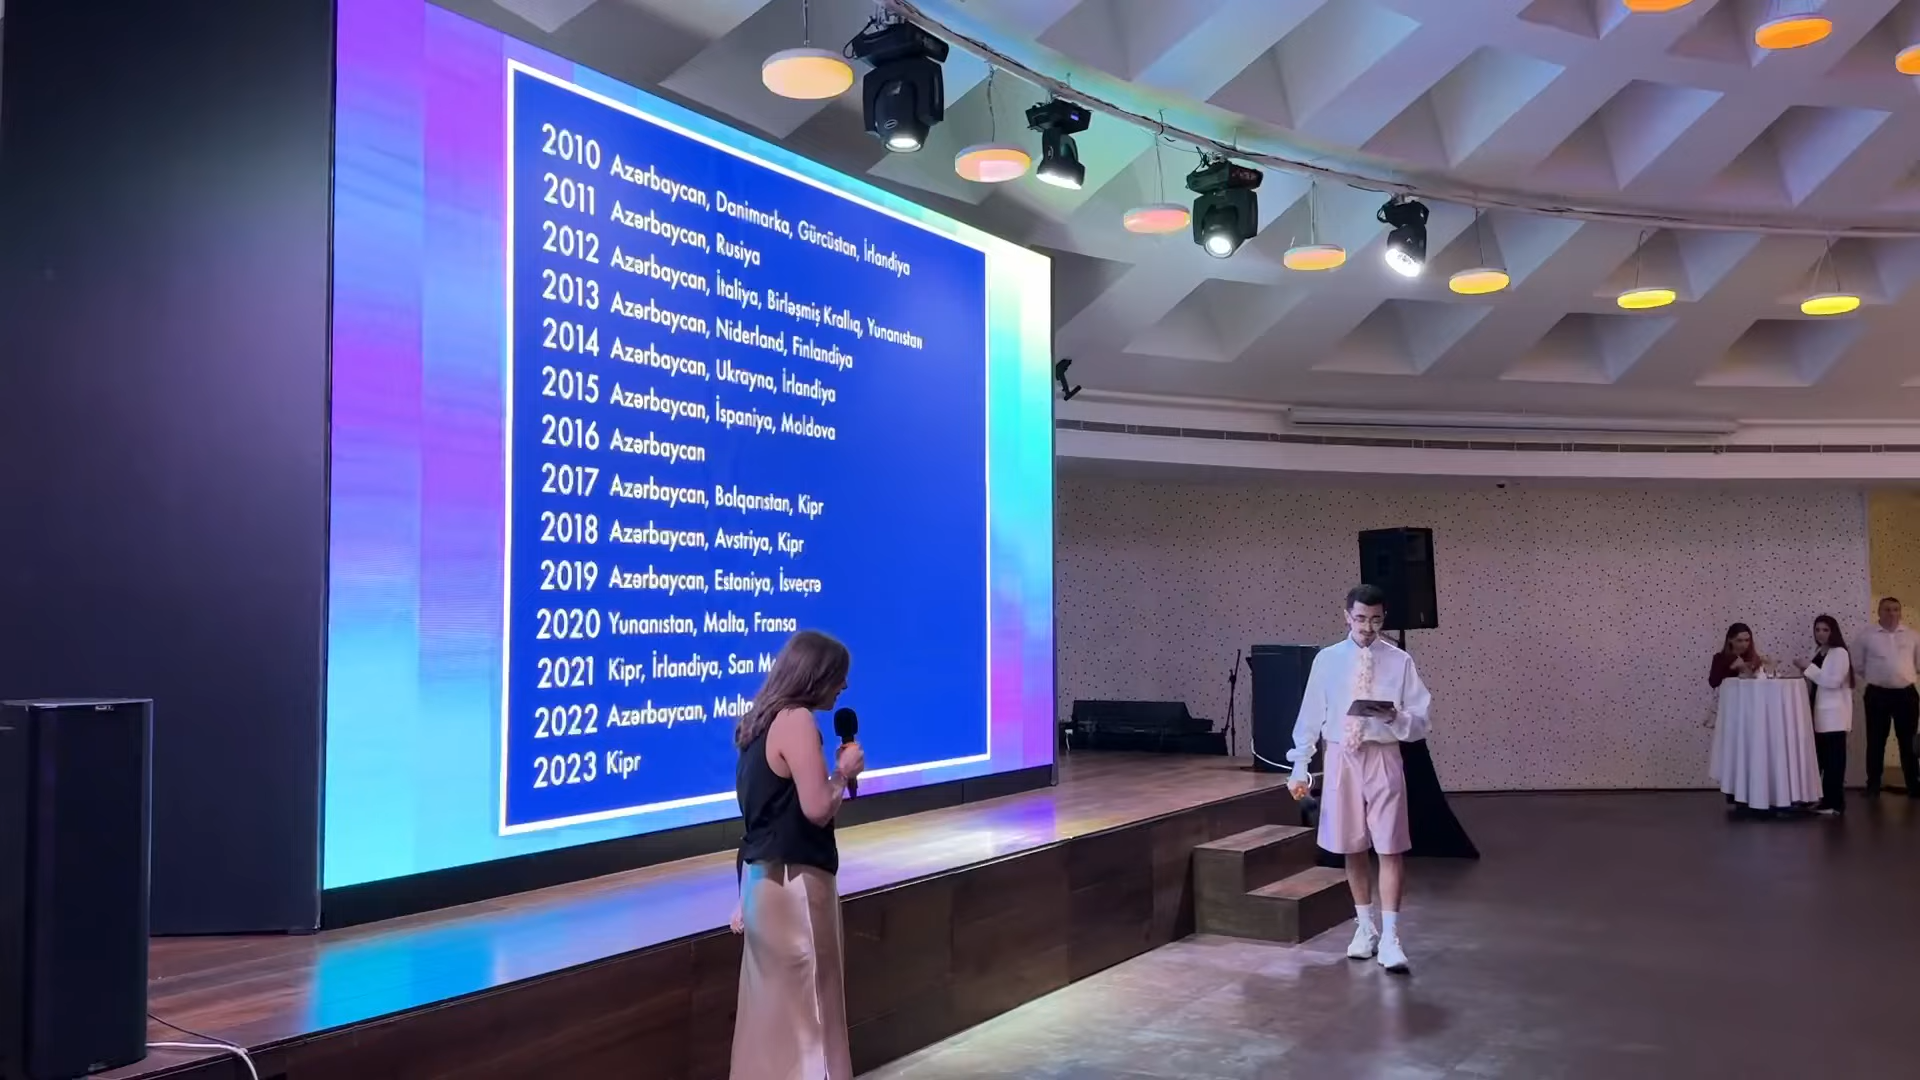 2010 Azərbaycan, Danimarka, Gürcüstan, İrlandiya
2011 Azərbaycan, Rusiya
2012 Azərbaycan, İtaliya, Birləşmiş Krallıq, Yunanıstan
2013 Azərbaycan, Niderland, Finlandiya
2014 Azərbaycan, Ukrayna, İrlandiya
2015 Azərbaycan, İspaniya, Moldova
2016 Azərbaycan
2017 Azərbaycan, Bolqarıstan, Kipr
2018 Azərbaycan, Avstriya, Kipr
2019 Azərbaycan, Estoniya, İsveçrə
2020 Yunanıstan, Malta, Fransa
2021 Kipr, İrlandiya, San
2022 Azərbaycan, Malta
2023 Kipr